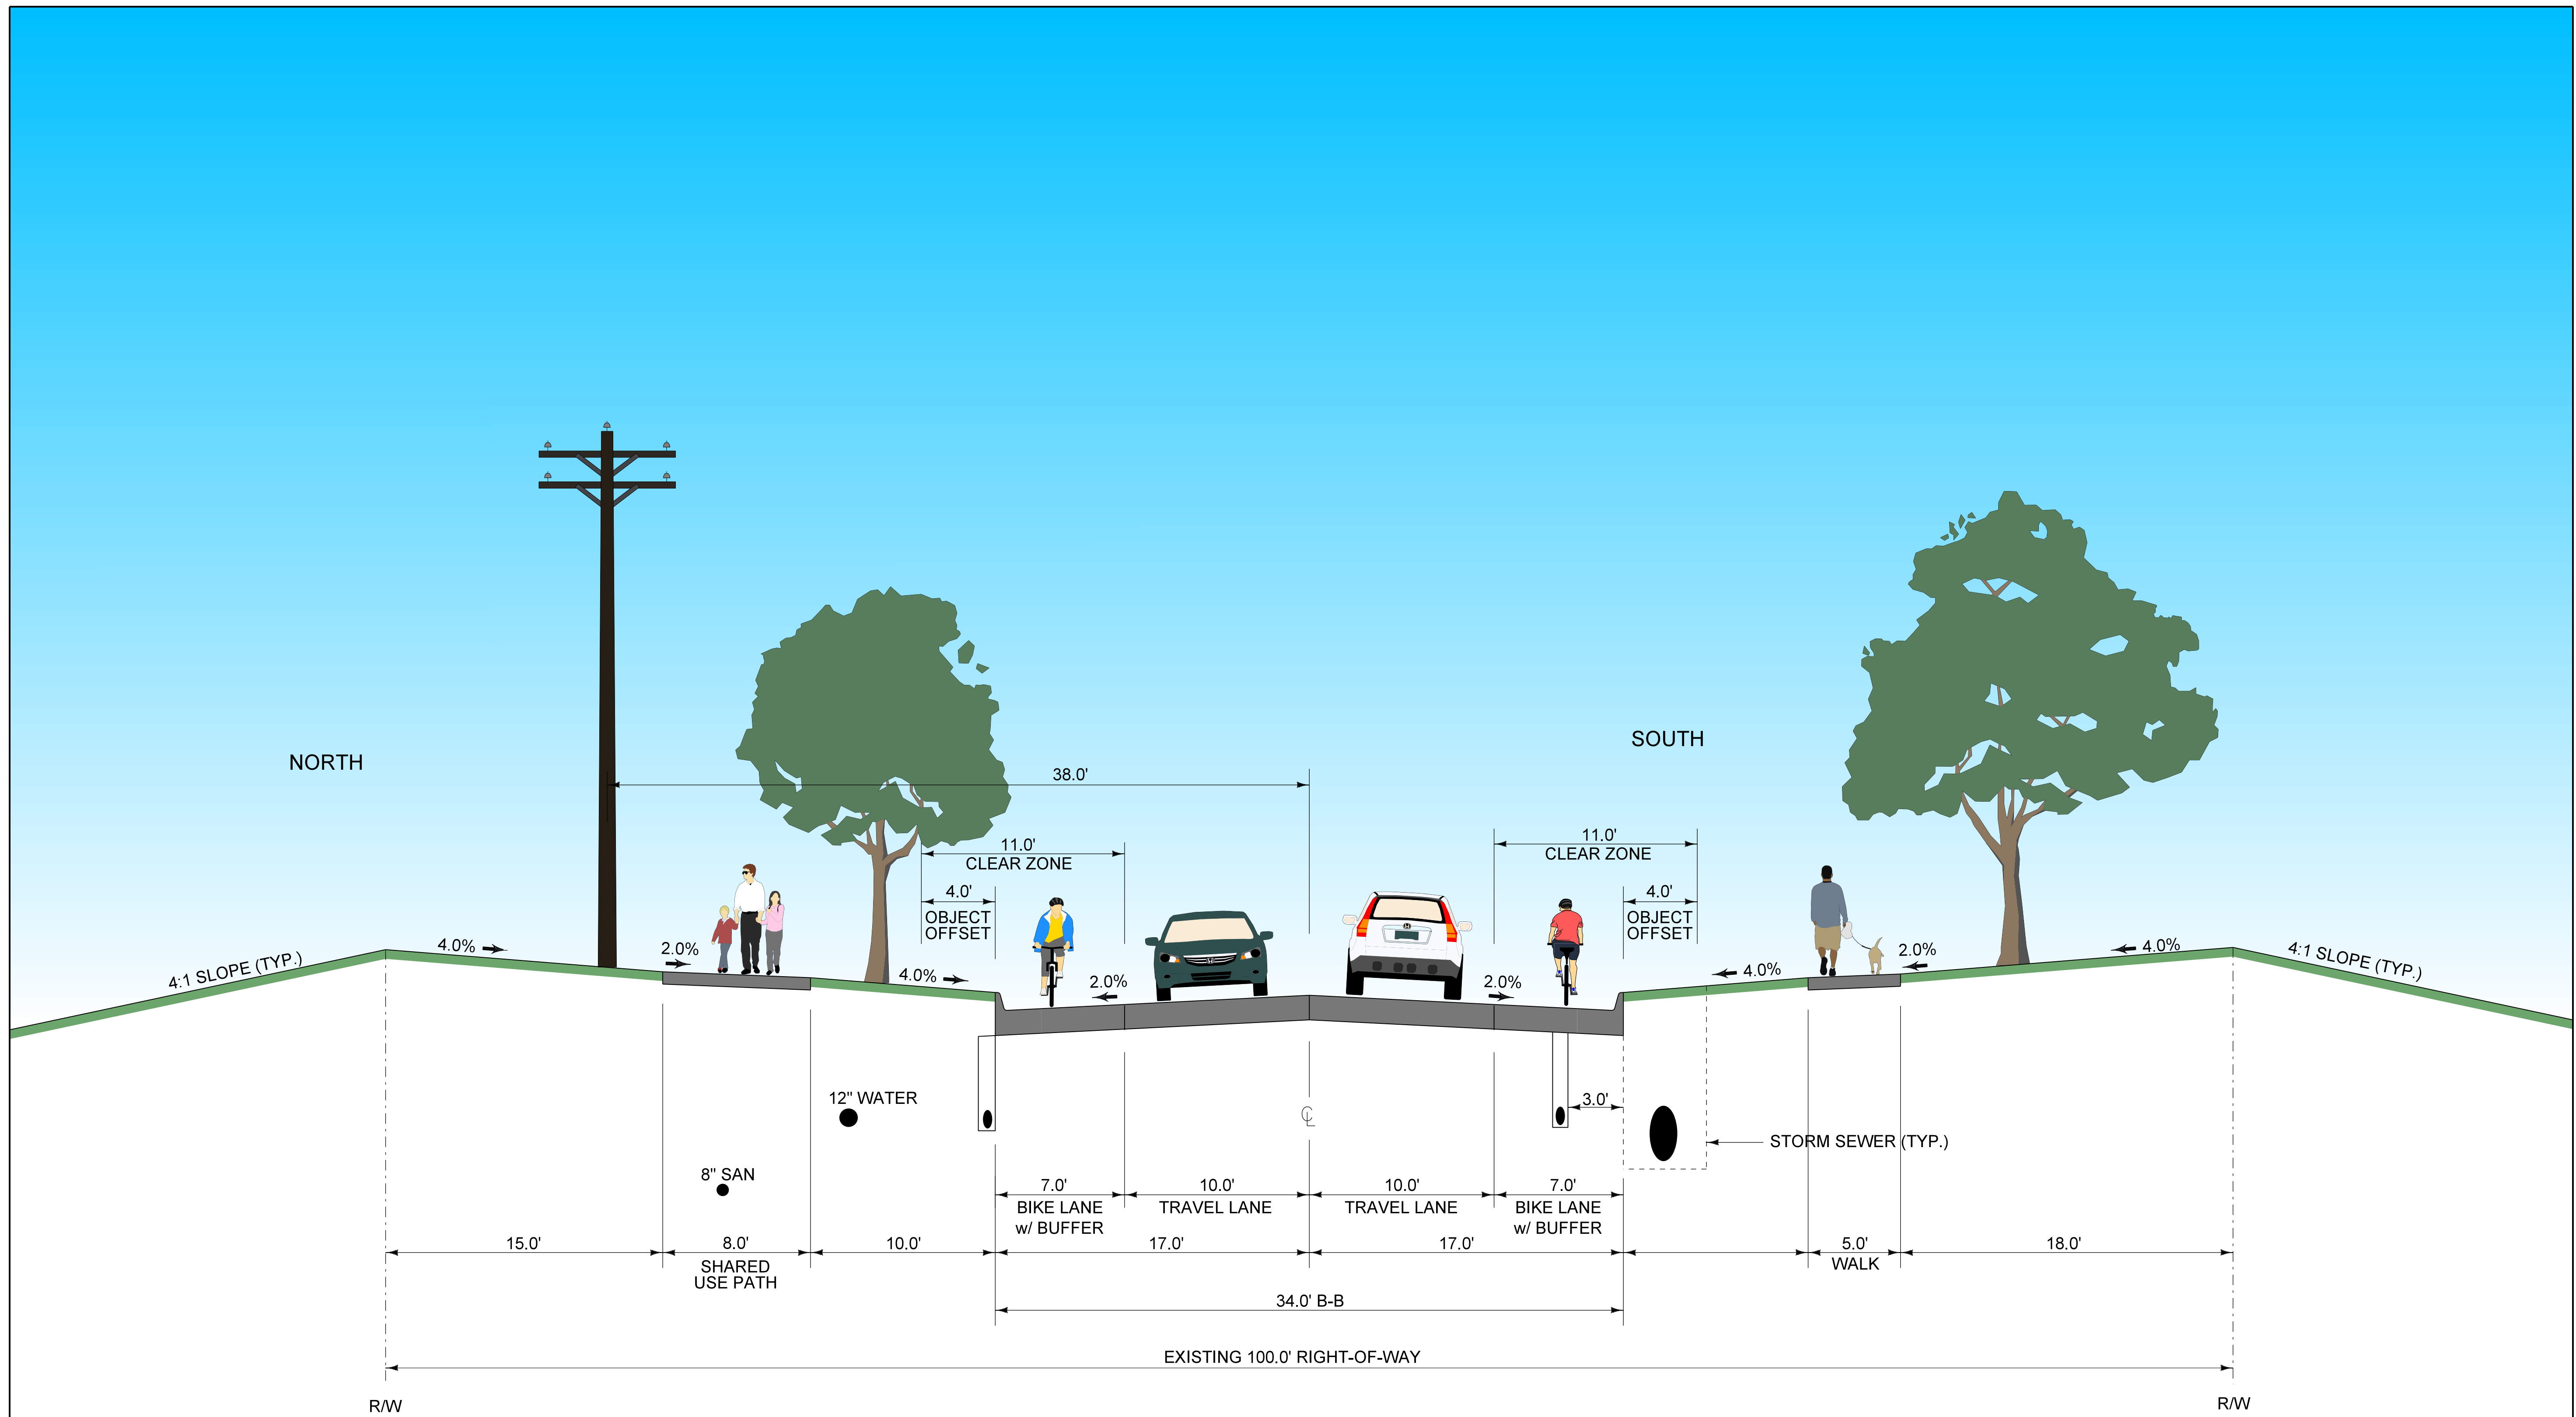 SOUTH
NORTH
38.0'
11.0'
CLEAR ZONE
11.0'
CLEAR ZONE
4.0'
OBJECT
OFFSET
4.0'
OBJECT
OFFSET
4:1 SLOPE (TYP.)
4.0%
2.0%
4.0%
2.0%
2.0%
4.0%
2.0%
4.0%
4:1 SLOPE (TYP.)
12" WATER
3.0'
CL
STORM SEWER (TYP.)
8" SAN
7.0'
BIKE LANE
w/ BUFFER
10.0'
TRAVEL LANE
10.0'
TRAVEL LANE
7.0'
BIKE LANE
w/ BUFFER
15.0'
8.0'
SHARED
USE PATH
10.0'
17.0'
17.0'
5.0'
WALK
18.0'
34.0' B-B
EXISTING 100.0' RIGHT-OF-WAY
R/W
R/W